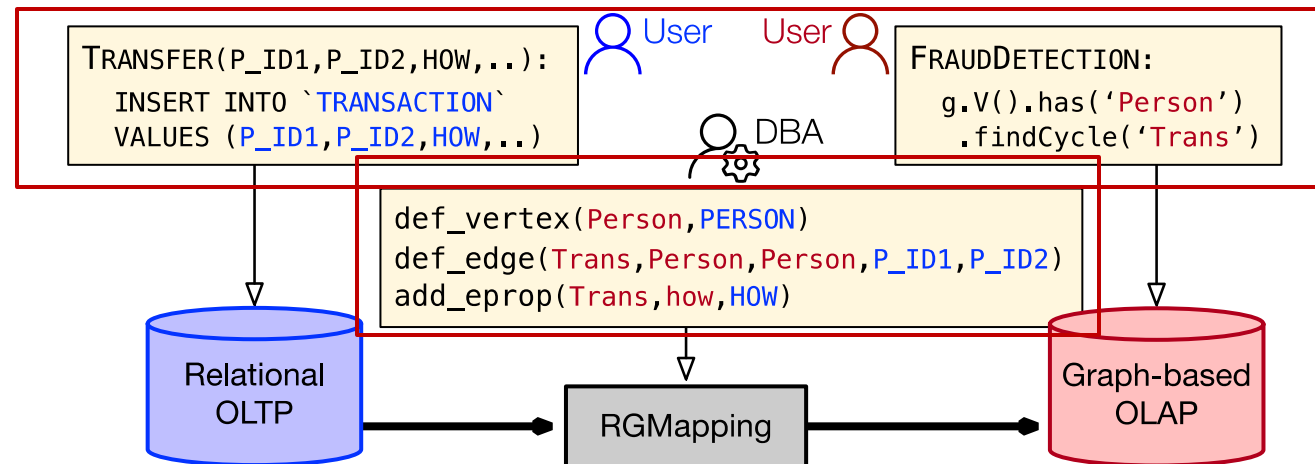 TRANSFER(P_ID1,P_ID2,HOW,..):
INSERT INTO `TRANSACTION`
VALUES (P_ID1,P_ID2,HOW,..)
User
User
FRAUDDETECTION:
g.V().has(‘Person’)
.findCycle(‘Trans’)
DBA
def_vertex(Person,PERSON)
def_edge(Trans,Person,Person,P_ID1,P_ID2)
add_eprop(Trans,how,HOW)
Relational
OLTP
RGMapping
Graph-based
OLAP